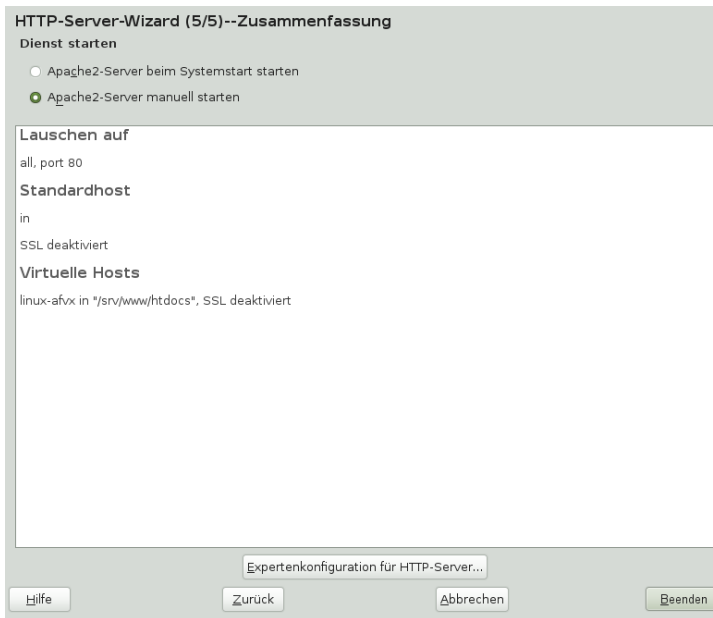 HTTP-Server-Wizard (5/5)--Zusammenfassung
Dienst starten
Apache2-Server beim Systemstart starten
Apache2-Server manuell starten
Lauschen auf
all, port 80
Standardhost
in
SSL deaktiviert
Virtuelle Hosts
linux-afvx in "/srv/www/htdocs", SSL deaktiviert
Expertenkonfiguration für HTTP-Server...
Hilfe
Zurück
Abbrechen
Beenden